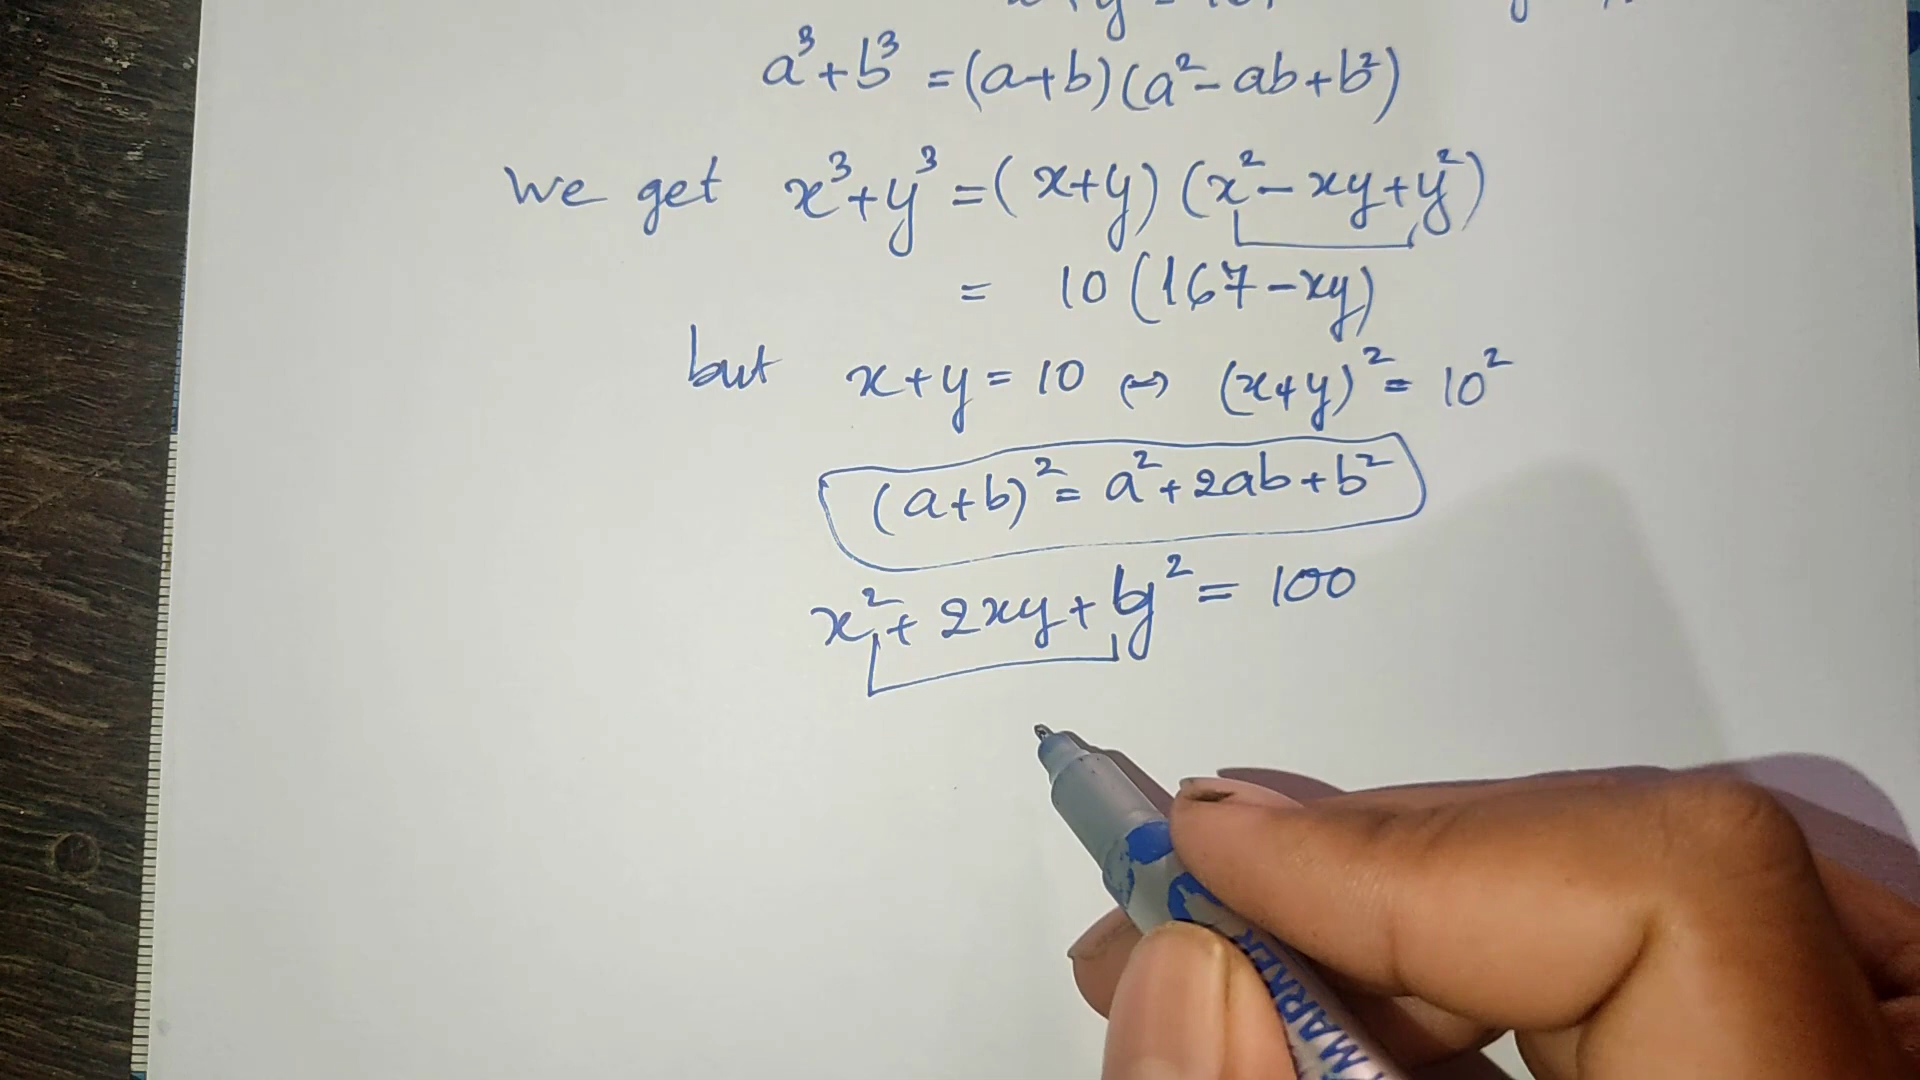 a³+b³ = (a+b)(a²-ab+b²)
we get x³+y³ = (x+y)(x²-xy+y²)
= 10(167-xy)
but x+y=10 ↔ (x+y)²= 10²
(a+b)²= a²+2ab+b²
x²+2xy+y²= 100
MARKER